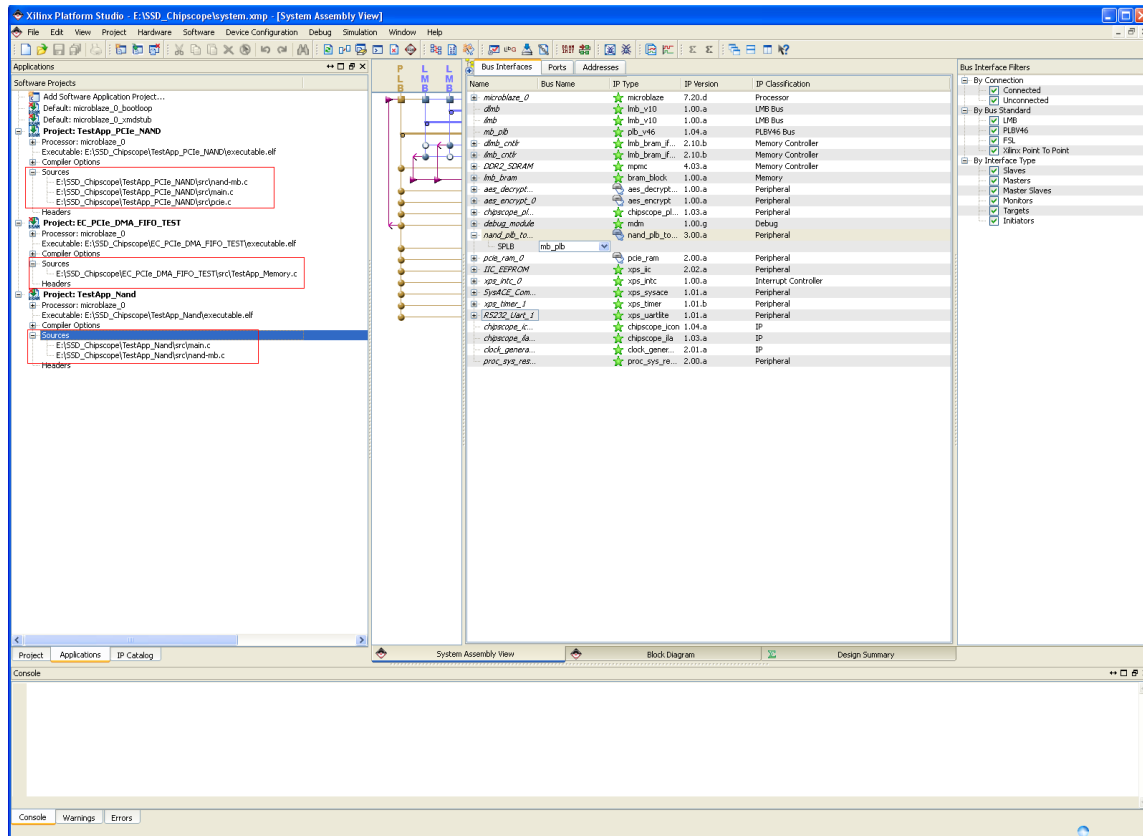 Xilinx Platform Studio - E:\SSD_Chipscope\system.xmp - [System Assembly View]
File Edit View Project Hardware Software Device Configuration Debug Simulation Window Help
Applications
Software Projects
Add Software Application Project...
Default: microblaze_0_bootloop
Default: microblaze_0_xmdstub
Project: TestApp_PCIe_NAND
Processor: microblaze_0
Executable: E:\SSD_Chipscope\TestApp_PCIe_NAND\executable.elf
Compiler Options
Sources
E:\SSD_Chipscope\TestApp_PCIe_NAND\src\nand-mb.c
E:\SSD_Chipscope\TestApp_PCIe_NAND\src\main.c
E:\SSD_Chipscope\TestApp_PCIe_NAND\src\pcie.c
Headers
Project: EC_PCIe_DMA_FIFO_TEST
Processor: microblaze_0
Executable: E:\SSD_Chipscope\EC_PCIe_DMA_FIFO_TEST\executable.elf
Compiler Options
Sources
E:\SSD_Chipscope\EC_PCIe_DMA_FIFO_TEST\src\TestApp_Memory.c
Headers
Project: TestApp_Nand
Processor: microblaze_0
Executable: E:\SSD_Chipscope\TestApp_Nand\executable.elf
Compiler Options
Sources
E:\SSD_Chipscope\TestApp_Nand\src\main.c
E:\SSD_Chipscope\TestApp_Nand\src\nand-mb.c
Headers
Project Applications IP Catalog
PLB LMB LMB
Bus Interfaces Ports Addresses
Name Bus Name IP Type IP Version IP Classification
microblaze_0 microblaze 7.20.d Processor
dlmb lmb_v10 1.00.a LMB Bus
ilmb lmb_v10 1.00.a LMB Bus
mb_plb plb_v46 1.04.a PLBV46 Bus
dlmb_cntlr lmb_bram_if... 2.10.b Memory Controller
ilmb_cntlr lmb_bram_if... 2.10.b Memory Controller
DDR2_SDRAM mpmc 4.03.a Memory Controller
lmb_bram bram_block 1.00.a Memory
aes_decrypt... aes_decrypt... 1.00.a Peripheral
aes_encrypt_0 aes_encrypt 1.00.a Peripheral
chipscope_pl... chipscope_pl... 1.03.a Peripheral
debug_module mdm 1.00.g Debug
nand_plb_to... nand_plb_to... 3.00.a Peripheral
SPLB mb_plb
pcie_ram_0 pcie_ram 2.00.a Peripheral
IIC_EEPROM xps_iic 2.02.a Peripheral
xps_intc_0 xps_intc 1.00.a Interrupt Controller
SysACE_Com... xps_sysace 1.01.a Peripheral
xps_timer_1 xps_timer 1.01.b Peripheral
RS232_Uart_1 xps_uartlite 1.01.a Peripheral
chipscope_ic... chipscope_icon 1.04.a IP
chipscope_ila... chipscope_ila 1.03.a IP
clock_genera... clock_gener... 2.01.a IP
proc_sys_res... proc_sys_re... 2.00.a Peripheral
System Assembly View Block Diagram Design Summary
Bus Interface Filters
By Connection
Connected
Unconnected
By Bus Standard
LMB
PLBV46
FSL
Xilinx Point To Point
By Interface Type
Slaves
Masters
Master Slaves
Monitors
Targets
Initiators
Console
Console Warnings Errors